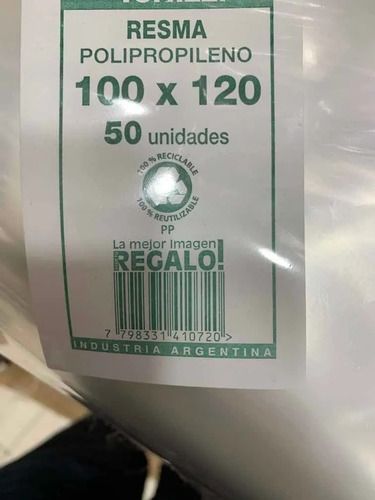 RESMA
POLIPROPILENO
100 x 120
50 unidades
100 % RECICLABLE
100 % REUTILIZABLE
PP
La mejor Imagen
REGALO!
7 798331 410720 >
INDUSTRIA ARGENTINA